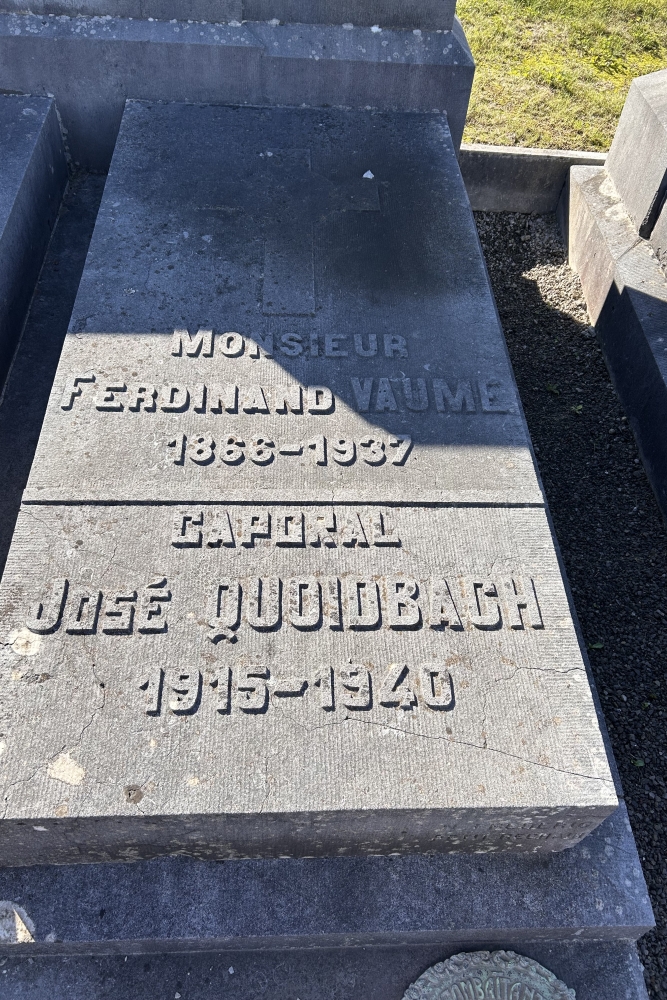 MONSIEUR
FERDINAND VAUME
1866-1937
CAPORAL
JOSÉ QUOIDBACH
1915-1940